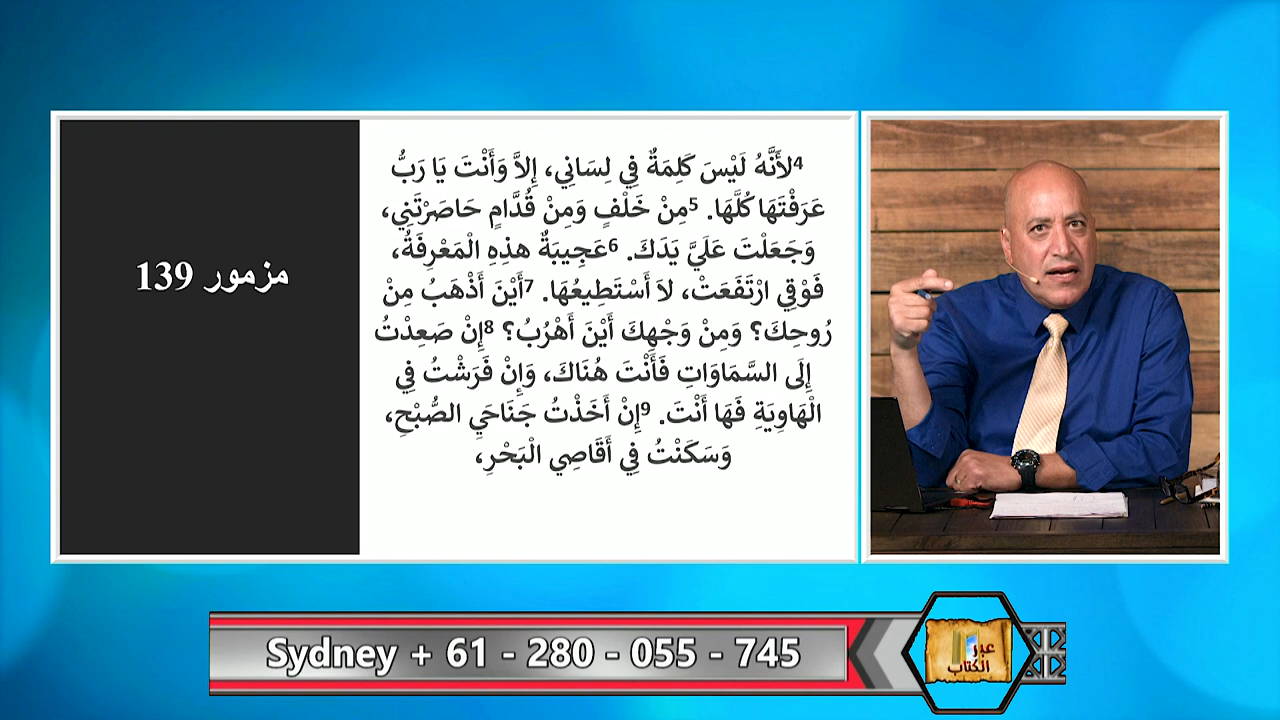 مزمور 139
4لأَنَّهُ لَيْسَ كَلِمَةٌ فِي لِسَانِي، إِلاَّ وَأَنْتَ يَا رَبُّ
عَرَفْتَهَا كُلَّهَا. 5مِنْ خَلْفٍ وَمِنْ قُدَّامٍ حَاصَرْتَنِي،
وَجَعَلْتَ عَلَيَّ يَدَكَ. 6عَجِيبَةٌ هذِهِ الْمَعْرِفَةُ،
فَوْقِي ارْتَفَعَتْ، لاَ أَسْتَطِيعُهَا. 7أَيْنَ أَذْهَبُ مِنْ
رُوحِكَ؟ وَمِنْ وَجْهِكَ أَيْنَ أَهْرُبُ؟ 8إِنْ صَعِدْتُ
إِلَى السَّمَاوَاتِ فَأَنْتَ هُنَاكَ، وَإِنْ فَرَشْتُ فِي
الْهَاوِيَةِ فَهَا أَنْتَ. 9إِنْ أَخَذْتُ جَنَاحَيِ الصُّبْحِ،
وَسَكَنْتُ فِي أَقَاصِي الْبَحْرِ،
Sydney + 61 - 280 - 055 - 745
عبر
الكتاب